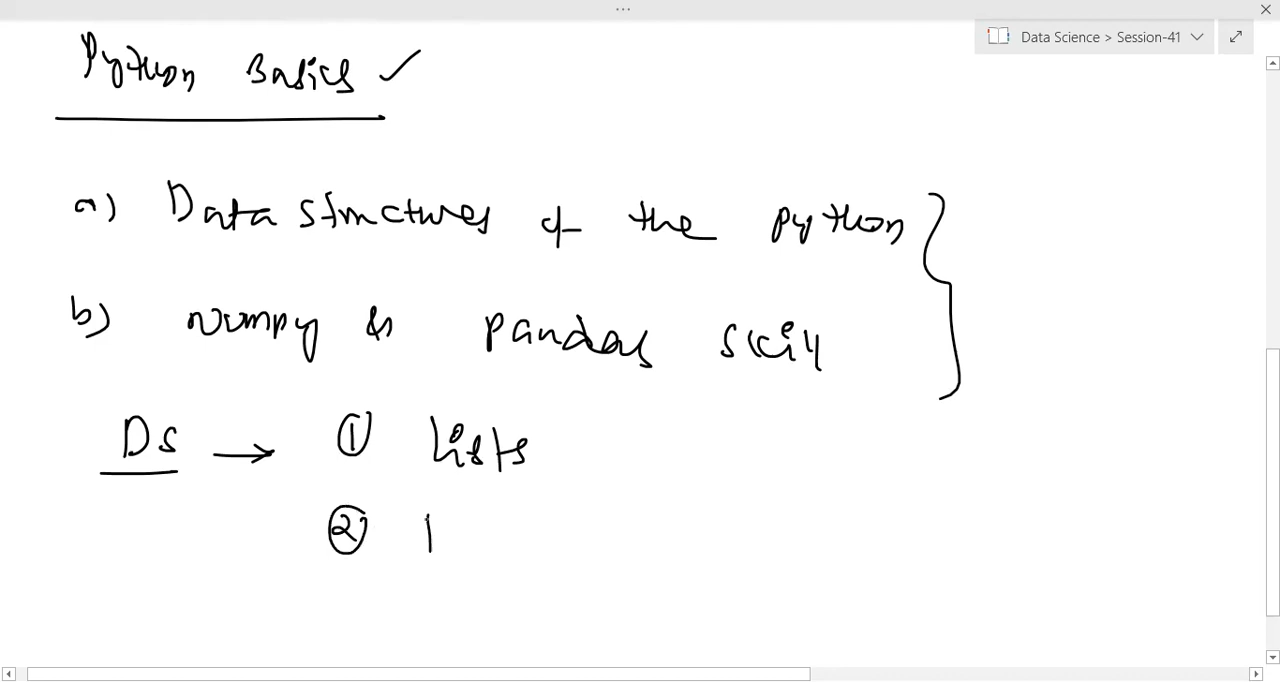 Data Science > Session-41
Python Basics
a) Data structures of the python
b) Numpy & Pandas skill
DS → ① Lists
②